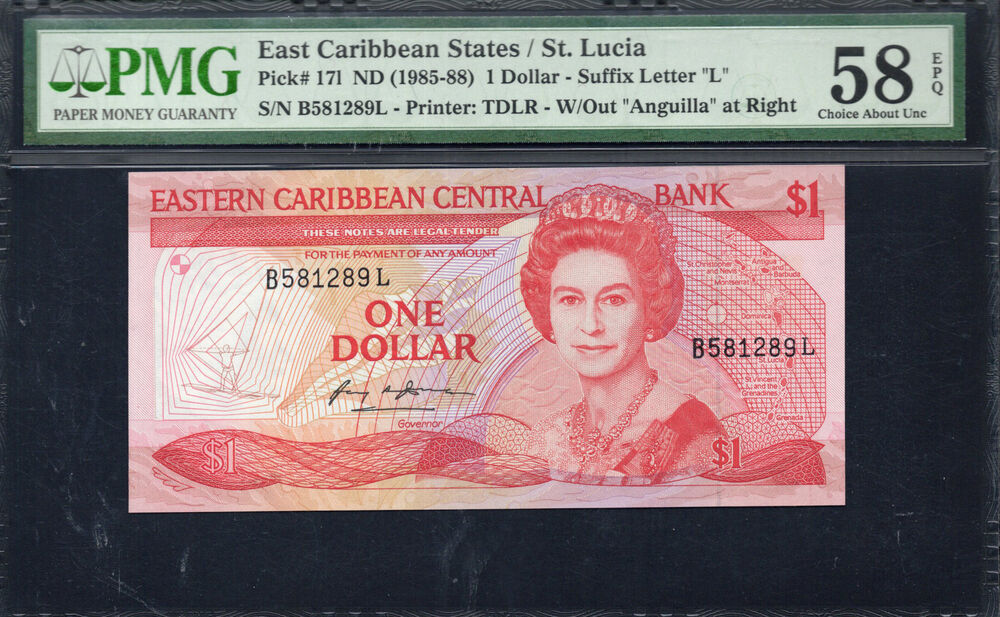 PMG
PAPER MONEY GUARANTY
East Caribbean States / St. Lucia
Pick# 17l ND (1985-88) 1 Dollar - Suffix Letter "L"
S/N B581289L - Printer: TDLR - W/Out "Anguilla" at Right
58
EPQ
Choice About Unc
EASTERN CARIBBEAN CENTRAL BANK $1
THESE NOTES ARE LEGAL TENDER
FOR THE PAYMENT OF ANY AMOUNT
B581289L
ONE
DOLLAR
Governor
$1
St. Christopher
and Nevis
Antigua
and
Barbuda
Montserrat
Dominica
B581289L
St. Lucia
St. Vincent
and the
Grenadines
Grenada
$1